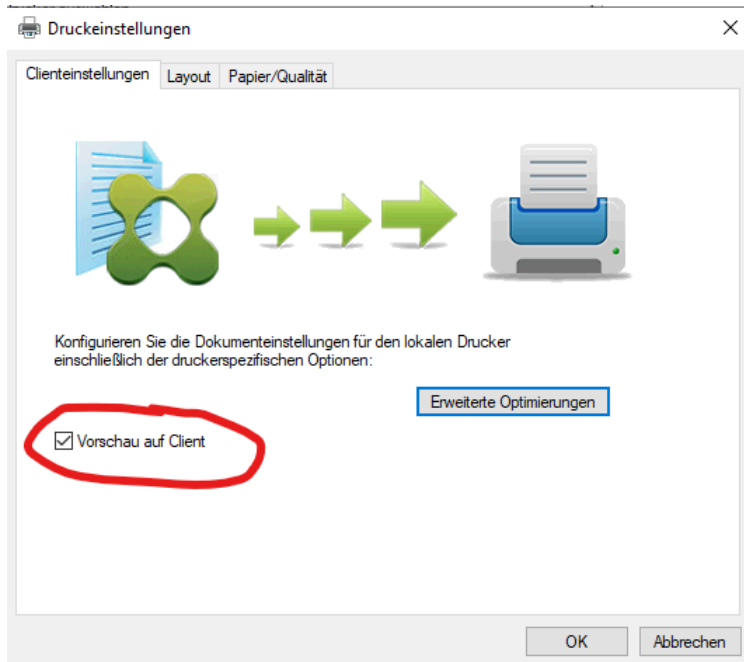 Druckeinstellungen
Clienteinstellungen Layout Papier/Qualität
Konfigurieren Sie die Dokumenteinstellungen für den lokalen Drucker
einschließlich der druckerspezifischen Optionen:
Erweiterte Optimierungen
Vorschau auf Client
OK Abbrechen